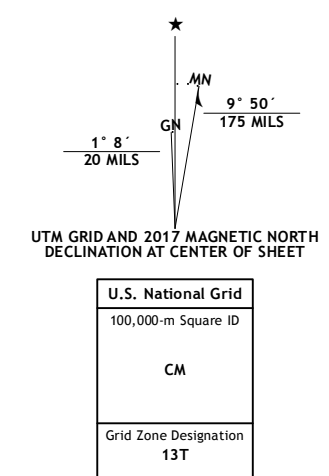 MN
GN
9° 50´
175 MILS
1° 8´
20 MILS
UTM GRID AND 2017 MAGNETIC NORTH
DECLINATION AT CENTER OF SHEET
U.S. National Grid
100,000-m Square ID
CM
Grid Zone Designation
13T